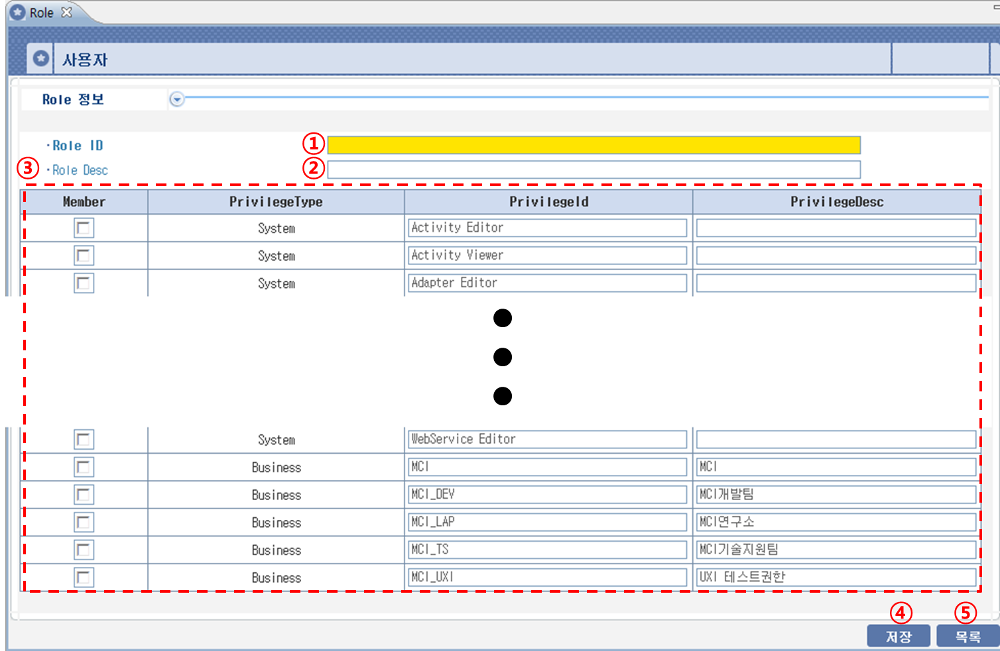 Role
사용자
Role 정보
·Role ID ①
③ ·Role Desc ②
Member PrivilegeType PrivilegeId PrivilegeDesc
System Activity Editor
System Activity Viewer
System Adapter Editor
System WebService Editor
Business MCI MCI
Business MCI_DEV MCI개발팀
Business MCI_LAP MCI연구소
Business MCI_TS MCI기술지원팀
Business MCI_UXI UXI 테스트권한
④ ⑤
저장 목록